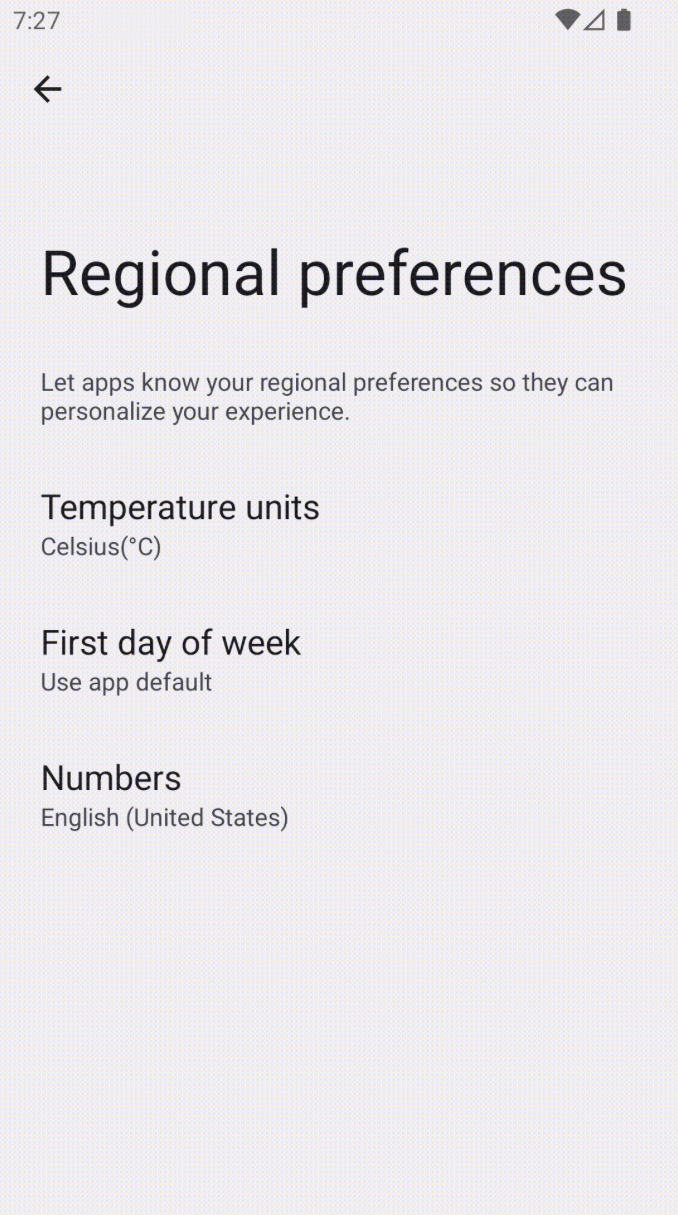 7:27
Regional preferences
Let apps know your regional preferences so they can
personalize your experience.
Temperature units
Celsius(°C)
First day of week
Use app default
Numbers
English (United States)